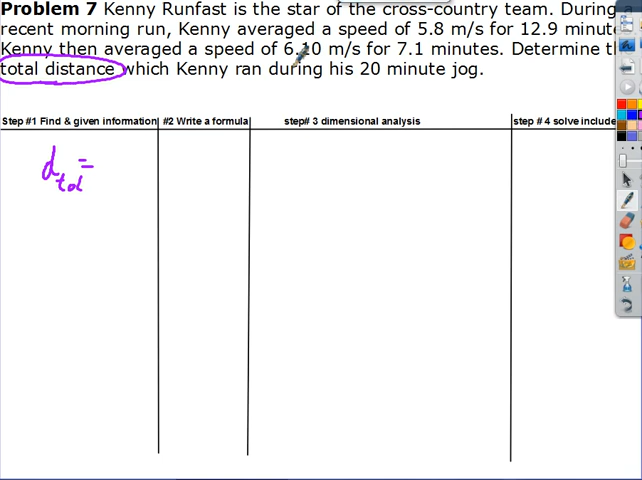 Problem 7 Kenny Runfast is the star of the cross-country team. During a
recent morning run, Kenny averaged a speed of 5.8 m/s for 12.9 minute
Kenny then averaged a speed of 6.10 m/s for 7.1 minutes. Determine th
total distance which Kenny ran during his 20 minute jog.
Step #1 Find & given information #2 Write a formula step# 3 dimensional analysis step # 4 solve include
d tot =